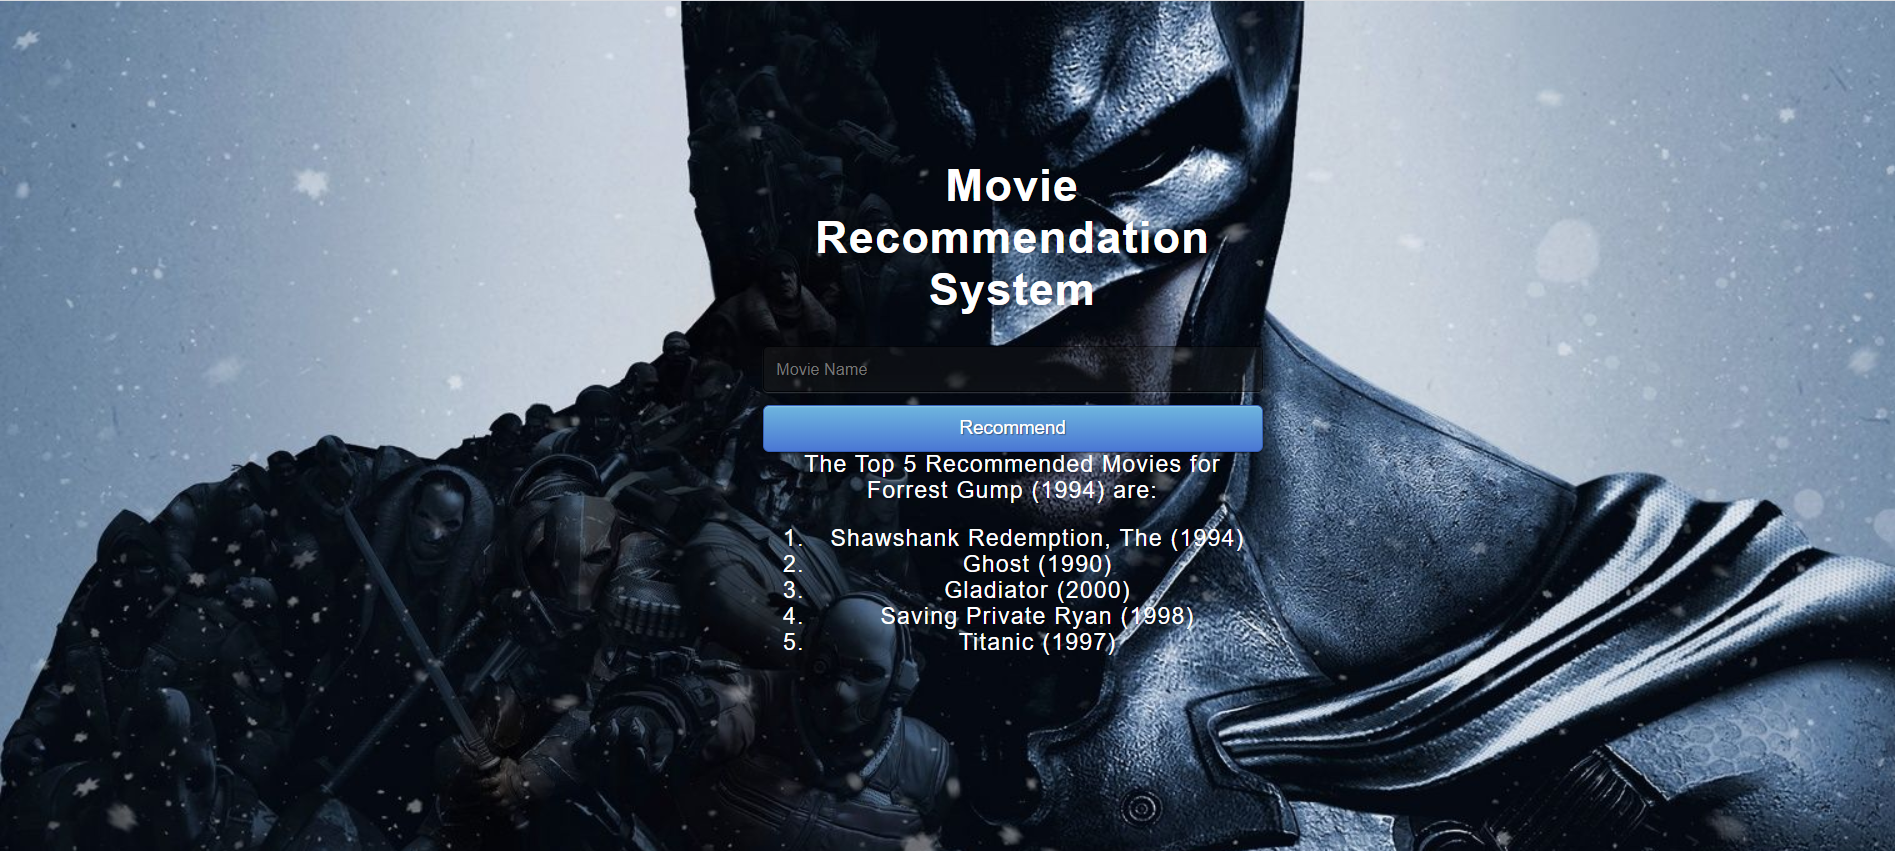 Movie
Recommendation
System
Movie Name
Recommend
The Top 5 Recommended Movies for
Forrest Gump (1994) are:
1. Shawshank Redemption, The (1994)
2. Ghost (1990)
3. Gladiator (2000)
4. Saving Private Ryan (1998)
5. Titanic (1997)